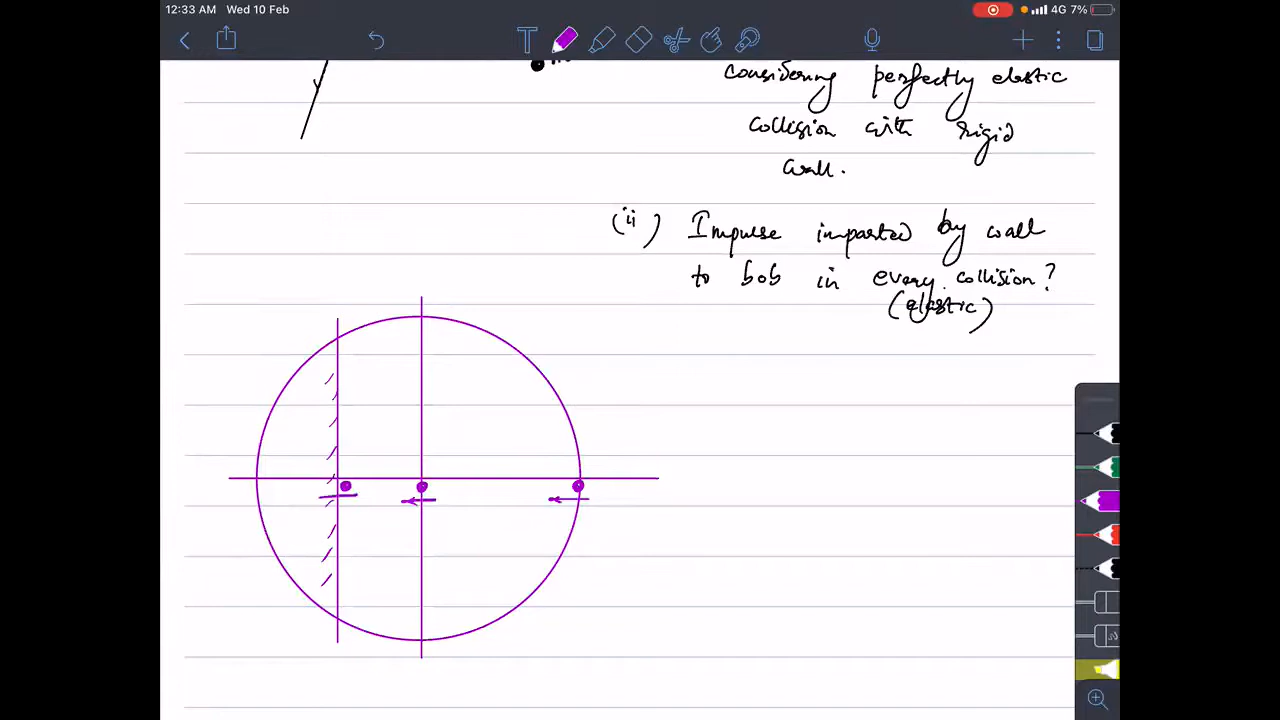 12:33 AM Wed 10 Feb
4G 7%
T
considering perfectly elastic
collision with rigid
wall.
(ii) Impulse imparted by wall
to bob in every collision?
(elastic)